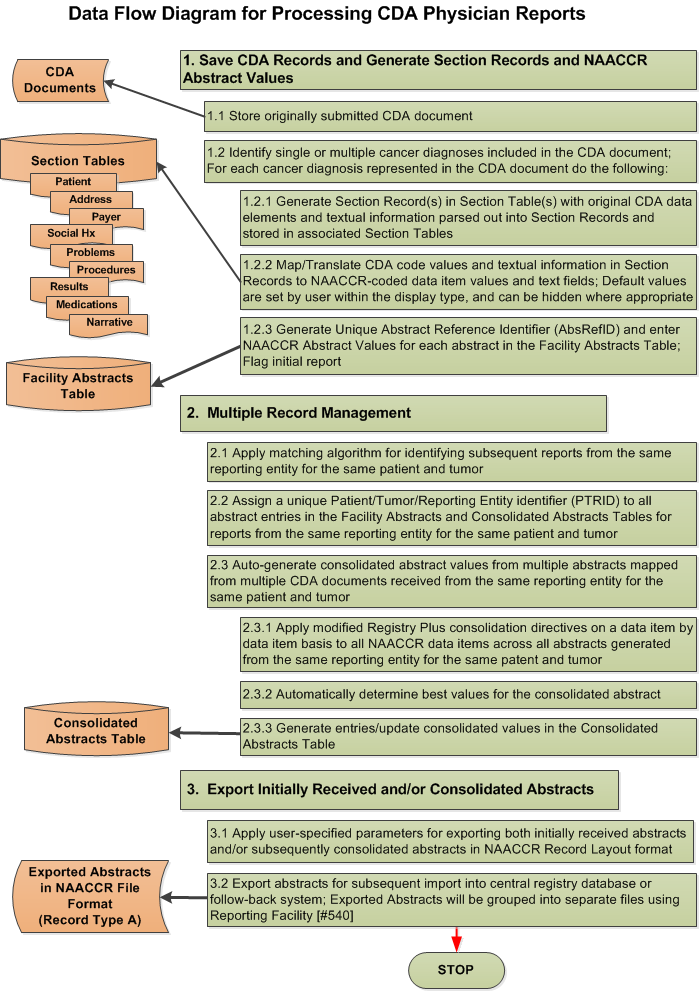 Data Flow Diagram for Processing CDA Physician Reports
1. Save CDA Records and Generate Section Records and NAACCR
Abstract Values
CDA
Documents
1.1 Store originally submitted CDA document
1.2 Identify single or multiple cancer diagnoses included in the CDA document;
For each cancer diagnosis represented in the CDA document do the following:
Section Tables
Patient
Address
Payer
Social Hx
Problems
Procedures
Results
Medications
Narrative
1.2.1 Generate Section Record(s) in Section Table(s) with original CDA data
elements and textual information parsed out into Section Records and
stored in associated Section Tables
1.2.2 Map/Translate CDA code values and textual information in Section
Records to NAACCR-coded data item values and text fields; Default values
are set by user within the display type, and can be hidden where appropriate
1.2.3 Generate Unique Abstract Reference Identifier (AbsRefID) and enter
NAACCR Abstract Values for each abstract in the Facility Abstracts Table;
Flag initial report
Facility Abstracts
Table
2.  Multiple Record Management
2.1 Apply matching algorithm for identifying subsequent reports from the same
reporting entity for the same patient and tumor
2.2 Assign a unique Patient/Tumor/Reporting Entity identifier (PTRID) to all
abstract entries in the Facility Abstracts and Consolidated Abstracts Tables for
reports from the same reporting entity for the same patient and tumor
2.3 Auto-generate consolidated abstract values from multiple abstracts mapped
from multiple CDA documents received from the same reporting entity for the
same patient and tumor
2.3.1 Apply modified Registry Plus consolidation directives on a data item by
data item basis to all NAACCR data items across all abstracts generated
from the same reporting entity for the same patent and tumor
2.3.2 Automatically determine best values for the consolidated abstract
Consolidated
Abstracts Table
2.3.3 Generate entries/update consolidated values in the Consolidated
Abstracts Table
3.  Export Initially Received and/or Consolidated Abstracts
3.1 Apply user-specified parameters for exporting both initially received abstracts
and/or subsequently consolidated abstracts in NAACCR Record Layout format
Exported Abstracts
in NAACCR File
Format
(Record Type A)
3.2 Export abstracts for subsequent import into central registry database or
follow-back system; Exported Abstracts will be grouped into separate files using
Reporting Facility [#540]
STOP